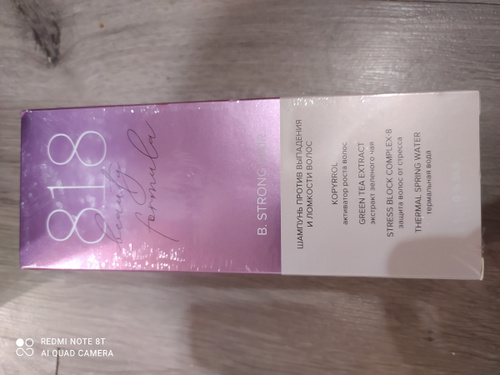 818
beauty
formula
B. STRONG HAIR
ШАМПУНЬ ПРОТИВ ВЫПАДЕНИЯ
И ЛОМКОСТИ ВОЛОС
KOPYRROL
активатор роста волос
GREEN TEA EXTRACT
экстракт зеленого чая
STRESS BLOCK COMPLEX-B
защита волос от стресса
THERMAL SPRING WATER
термальная вода
REDMI NOTE 8T
AI QUAD CAMERA